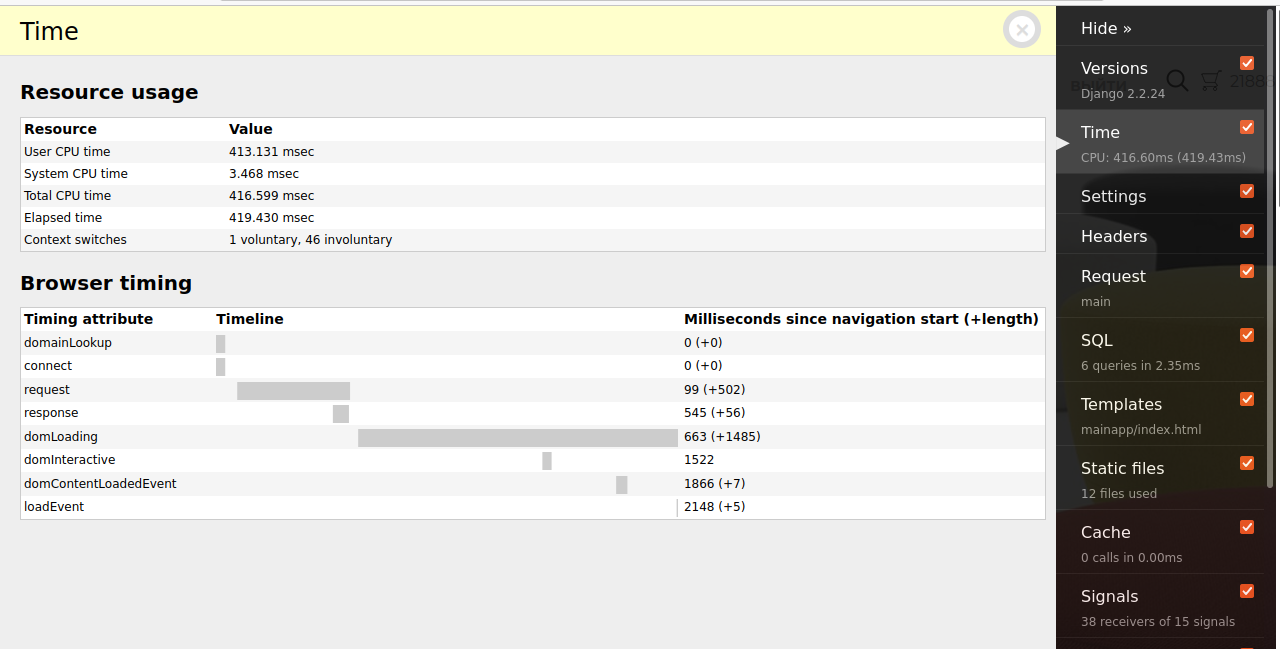 Time
Resource usage
Resource Value
User CPU time 413.131 msec
System CPU time 3.468 msec
Total CPU time 416.599 msec
Elapsed time 419.430 msec
Context switches 1 voluntary, 46 involuntary
Browser timing
Timing attribute Timeline Milliseconds since navigation start (+length)
domainLookup 0 (+0)
connect 0 (+0)
request 99 (+502)
response 545 (+56)
domLoading 663 (+1485)
domInteractive 1522
domContentLoadedEvent 1866 (+7)
loadEvent 2148 (+5)
Hide »
Versions
Django 2.2.24
Time
CPU: 416.60ms (419.43ms)
Settings
Headers
Request
main
SQL
6 queries in 2.35ms
Templates
mainapp/index.html
Static files
12 files used
Cache
0 calls in 0.00ms
Signals
38 receivers of 15 signals